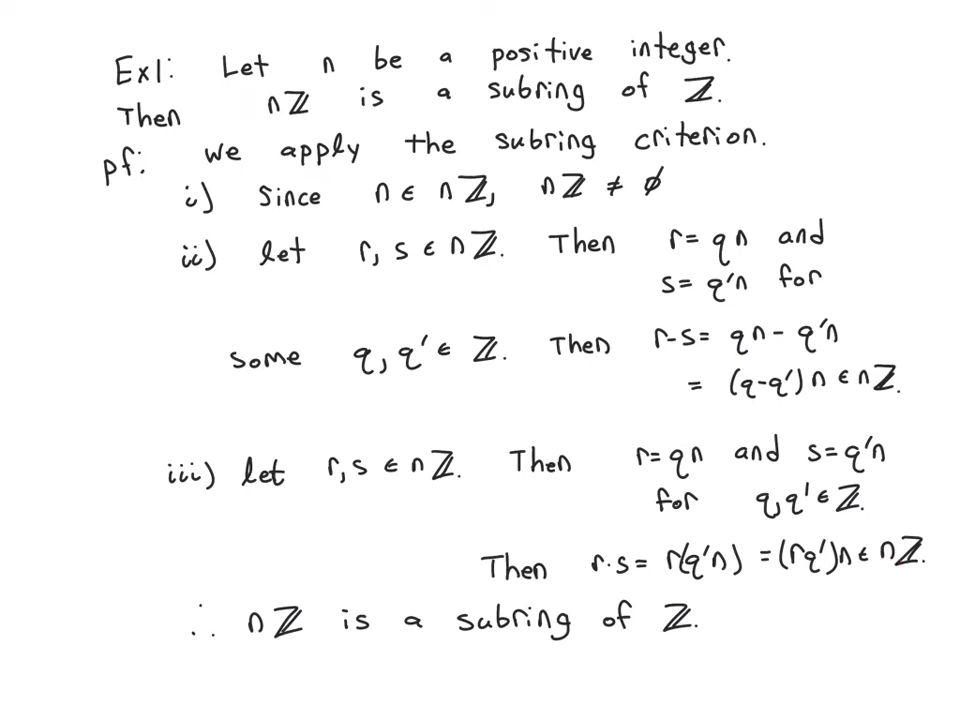 Ex1: Let n be a positive integer.
Then nℤ is a subring of ℤ.
pf: We apply the subring criterion.
i) Since n ∈ nℤ, nℤ ≠ ∅
ii) let r, s ∈ nℤ. Then r = qn and
s = q'n for
some q, q' ∈ ℤ. Then r-s = qn - q'n
= (q-q')n ∈ nℤ.
iii) let r, s ∈ nℤ. Then r = qn and s = q'n
for q, q' ∈ ℤ.
Then r·s = r(q'n) = (rq')n ∈ nℤ.
∴ nℤ is a subring of ℤ.